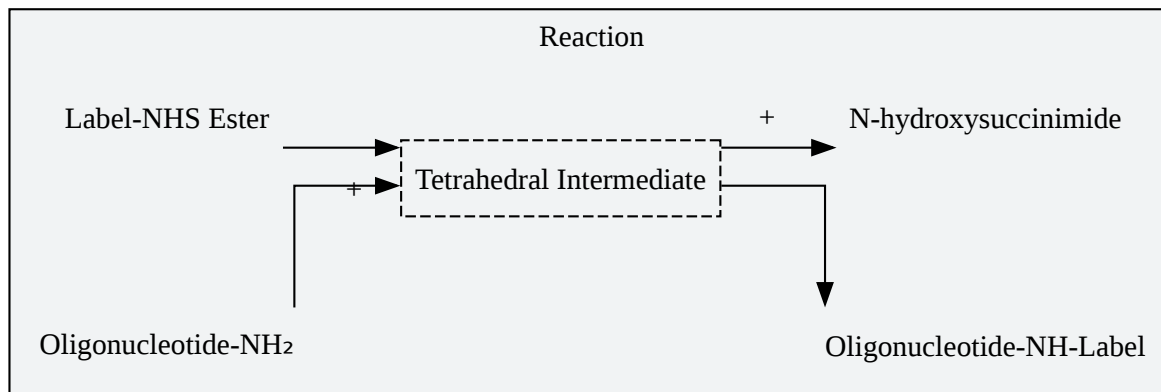 Reaction
Label-NHS Ester
+
N-hydroxysuccinimide
Tetrahedral Intermediate
+
Oligonucleotide-NH₂
Oligonucleotide-NH-Label